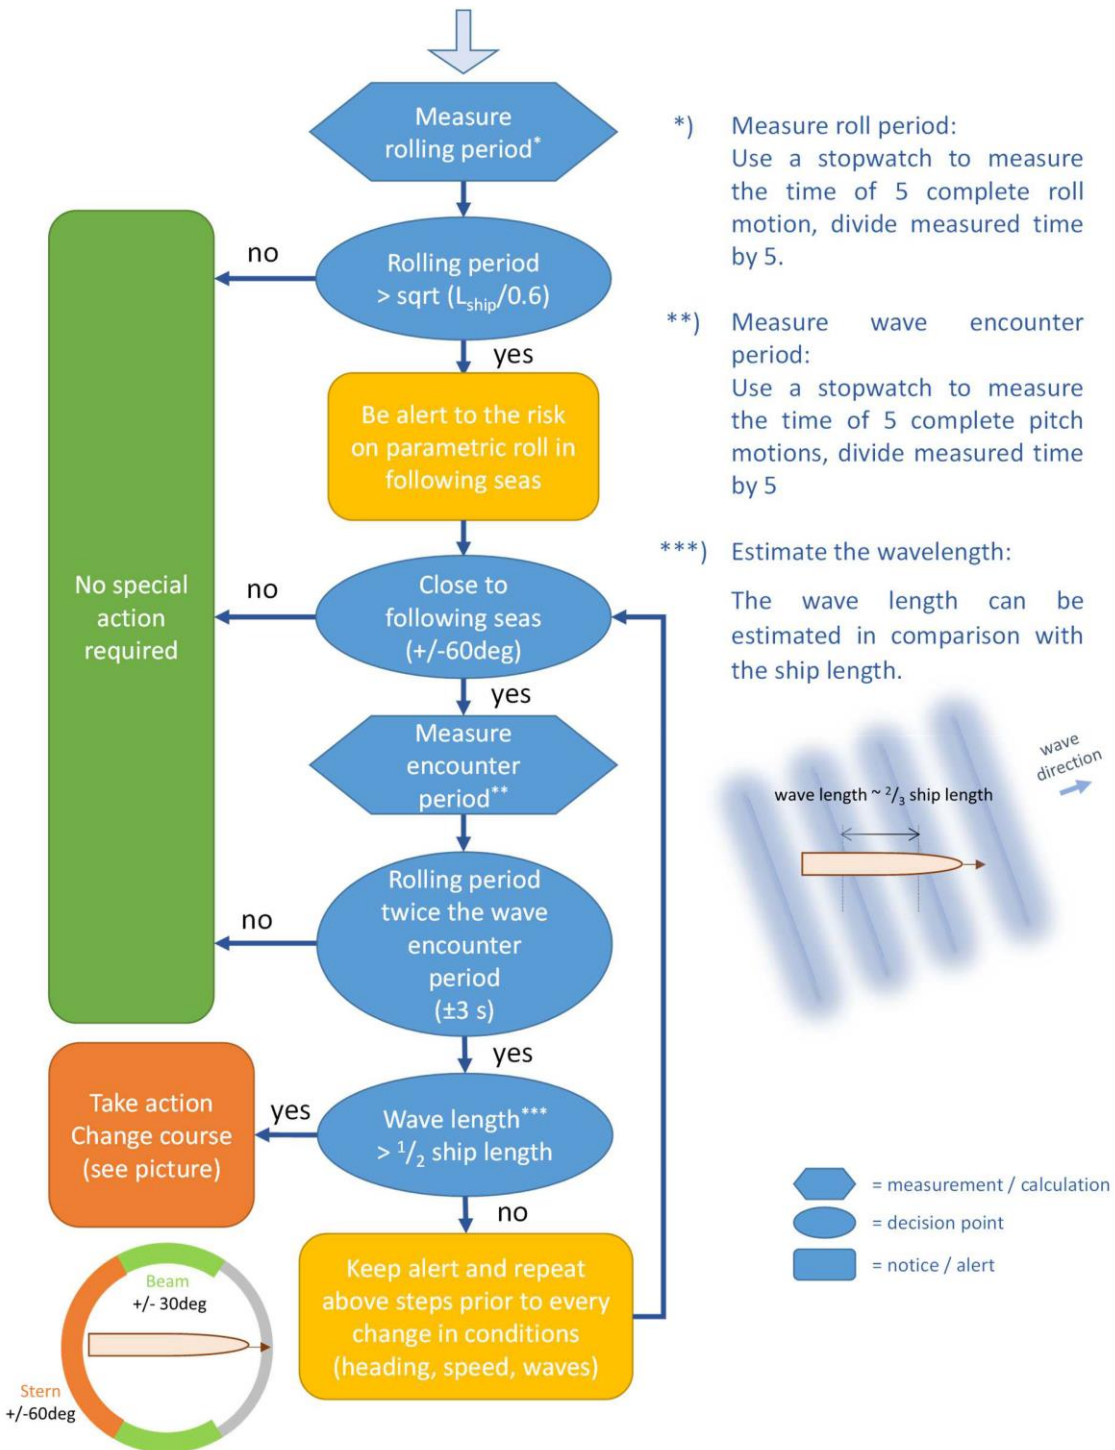 Measure
rolling period*
Rolling period
> sqrt (Lship/0.6)
no
yes
Be alert to the risk
on parametric roll in
following seas
Close to
following seas
(+/-60deg)
no
yes
Measure
encounter
period**
Rolling period
twice the wave
encounter
period
(±3 s)
no
yes
No special
action
required
Wave length***
> 1/2 ship length
yes
no
Take action
Change course
(see picture)
Keep alert and repeat
above steps prior to every
change in conditions
(heading, speed, waves)
Beam
+/- 30deg
Stern
+/-60deg
*) Measure roll period:
Use a stopwatch to measure
the time of 5 complete roll
motion, divide measured time
by 5.
**) Measure wave encounter
period:
Use a stopwatch to measure
the time of 5 complete pitch
motions, divide measured time
by 5
***) Estimate the wavelength:
The wave length can be
estimated in comparison with
the ship length.
wave
direction
wave length ~ 2/3 ship length
= measurement / calculation
= decision point
= notice / alert